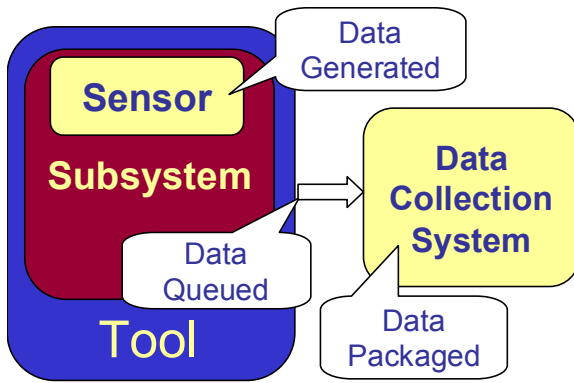 Data
Generated
Sensor
Subsystem
Data
Collection
System
Data
Queued
Tool
Data
Packaged